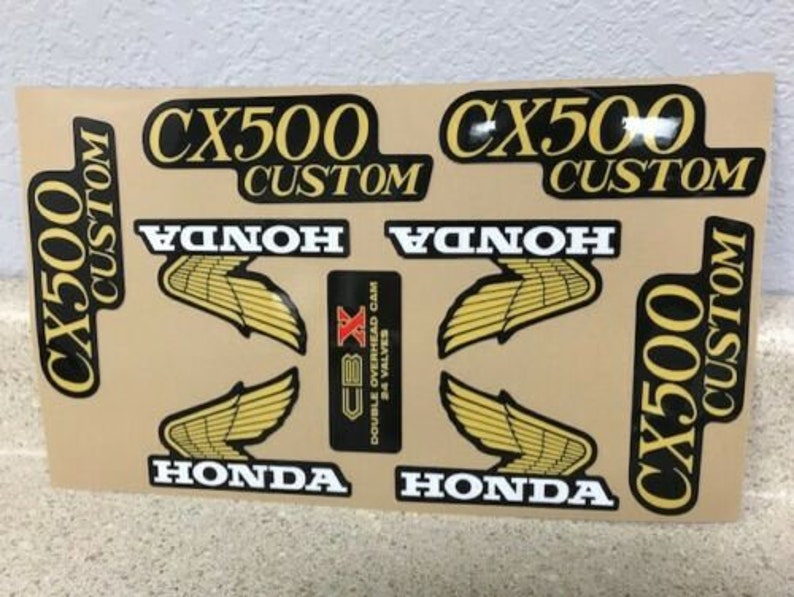 CX500
CUSTOM
CX500
CUSTOM
CX500
CUSTOM
HONDA
HONDA
CBX
DOUBLE OVERHEAD CAM
24 VALVES
CX500
CUSTOM
HONDA
HONDA